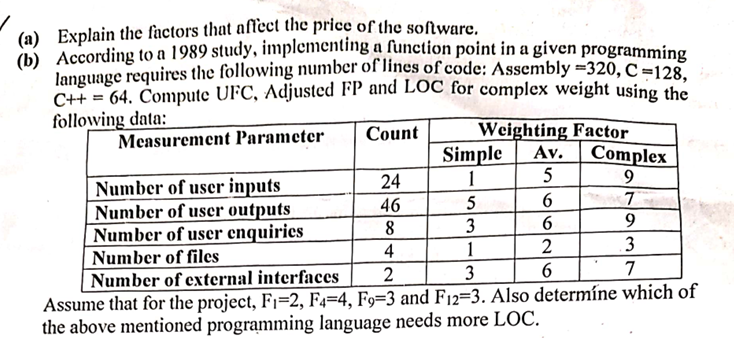 (a) Explain the factors that affect the price of the software.
(b) According to a 1989 study, implementing a function point in a given programming
language requires the following number of lines of code: Assembly =320, C =128,
C++ = 64. Compute UFC, Adjusted FP and LOC for complex weight using the
following data:
Measurement Parameter Count Weighting Factor
Simple Av. Complex
Number of user inputs 24 1 5 9
Number of user outputs 46 5 6 7
Number of user enquiries 8 3 6 9
Number of files 4 1 2 3
Number of external interfaces 2 3 6 7
Assume that for the project, F1=2, F4=4, F9=3 and F12=3. Also determine which of
the above mentioned programming language needs more LOC.